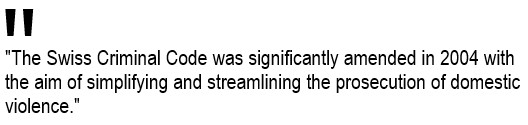 "
"The Swiss Criminal Code was significantly amended in 2004 with
the aim of simplifying and streamlining the prosecution of domestic
violence."